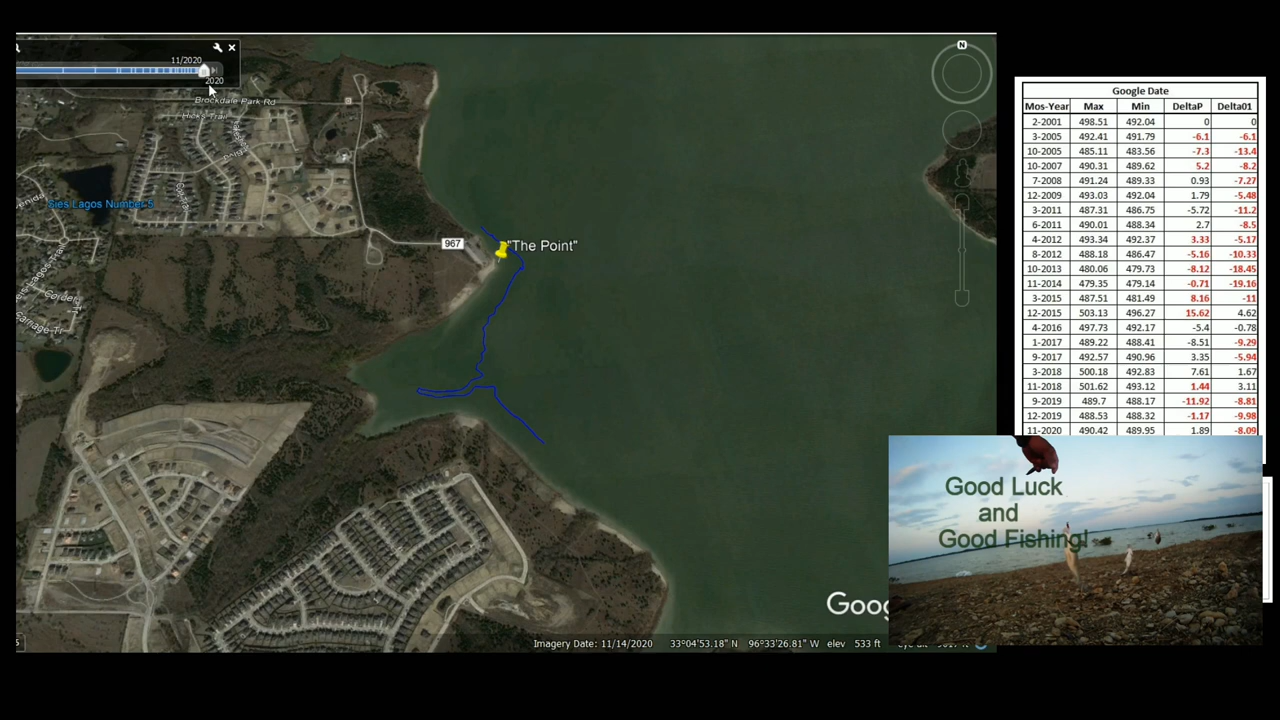 11/2020
2020
N
Brockdale Park Rd
Hicks Trail
Sies Lagos Number 5
967
"The Point"
Corder
Carriage Tr
Goog
Imagery Date: 11/14/2020 33°04'53.18" N 96°33'26.81" W elev 533 ft
Google Date
Mos-Year Max Min DeltaP Delta01
2-2001 498.51 492.04 0 0
3-2005 492.41 491.79 -6.1 -6.1
10-2005 485.11 483.56 -7.3 -13.4
10-2007 490.31 489.62 5.2 -8.2
7-2008 491.24 489.33 0.93 -7.27
12-2009 493.03 492.04 1.79 -5.48
3-2011 487.31 486.75 -5.72 -11.2
6-2011 490.01 488.34 2.7 -8.5
4-2012 493.34 492.37 3.33 -5.17
8-2012 488.18 486.47 -5.16 -10.33
10-2013 480.06 479.73 -8.12 -18.45
11-2014 479.35 479.14 -0.71 -19.16
3-2015 487.51 481.49 8.16 -11
12-2015 503.13 496.27 15.62 4.62
4-2016 497.73 492.17 -5.4 -0.78
1-2017 489.22 488.41 -8.51 -9.29
9-2017 492.57 490.96 3.35 -5.94
3-2018 500.18 492.83 7.61 1.67
11-2018 501.62 493.12 1.44 3.11
9-2019 489.7 488.17 -11.92 -8.81
12-2019 488.53 488.32 -1.17 -9.98
11-2020 490.42 489.95 1.89 -8.09
Good Luck
and
Good Fishing!